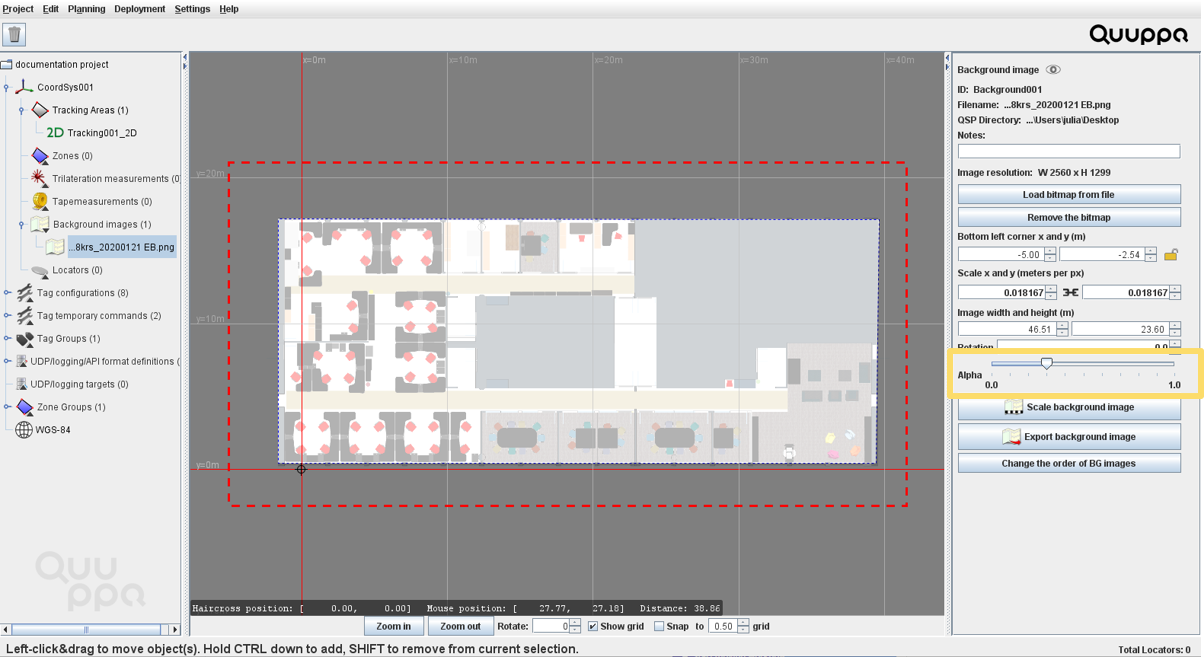 Project Edit Planning Deployment Settings Help
Quuppa
documentation project
CoordSys001
Tracking Areas (1)
2D Tracking001_2D
Zones (0)
Trilateration measurements (0
Tapemeasurements (0)
Background images (1)
...8krs_20200121 EB.png
Locators (0)
Tag configurations (8)
Tag temporary commands (2)
Tag Groups (1)
UDP/logging/API format definitions (
UDP/logging targets (0)
Zone Groups (1)
WGS-84
Quuppa
x=0m x=10m x=20m x=30m x=40m
y=20m
y=10m
y=0m
Haircross position: [ 0.00, 0.00] Mouse position: [ 27.77, 27.18] Distance: 38.86
Zoom in Zoom out Rotate: 0 Show grid Snap to 0.50 grid
Background image
ID: Background001
Filename: ...8krs_20200121 EB.png
QSP Directory: ...\Users\julia\Desktop
Notes:
Image resolution: W 2560 x H 1299
Load bitmap from file
Remove the bitmap
Bottom left corner x and y (m)
-5.00 -2.54
Scale x and y (meters per px)
0.018167 0.018167
Image width and height (m)
46.51 23.60
Rotation 0.0
Alpha
0.0 1.0
Scale background image
Export background image
Change the order of BG images
Left-click&drag to move object(s). Hold CTRL down to add, SHIFT to remove from current selection.
Total Locators: 0